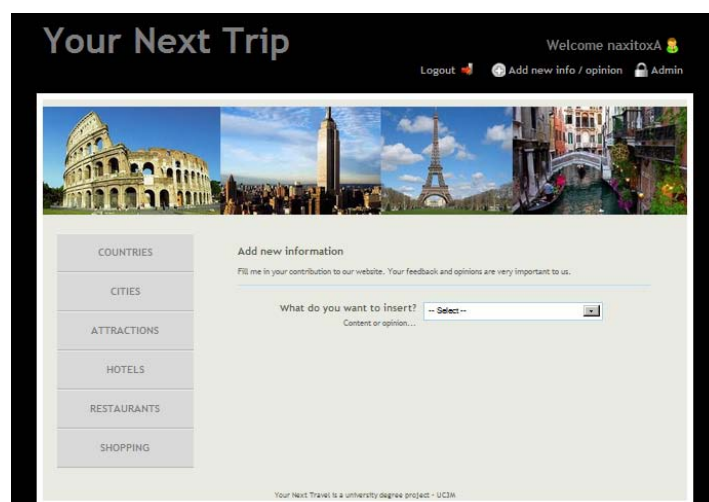 Your Next Trip
Welcome naxitoxA
Logout
Add new info / opinion
Admin
COUNTRIES
CITIES
ATTRACTIONS
HOTELS
RESTAURANTS
SHOPPING
Add new information
Fill me in your contribution to our website. Your feedback and opinions are very important to us.
What do you want to insert?
-- Select --
Content or opinion...
Your Next Travel is a university degree project - UC3M